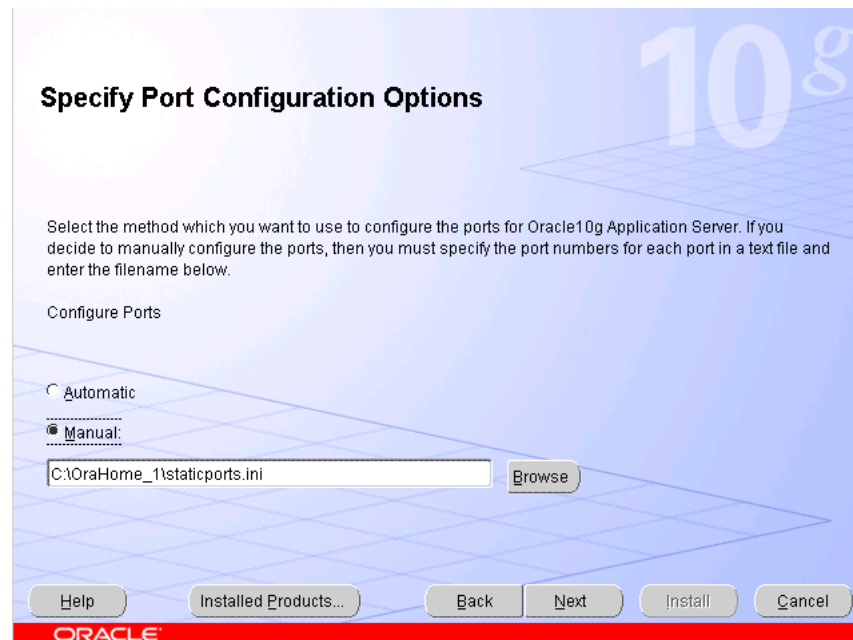 10g
Specify Port Configuration Options
Select the method which you want to use to configure the ports for Oracle10g Application Server. If you
decide to manually configure the ports, then you must specify the port numbers for each port in a text file and
enter the filename below.
Configure Ports
Automatic
Manual:
C:\OraHome_1\staticports.ini
Browse
Help
Installed Products...
Back
Next
Install
Cancel
ORACLE